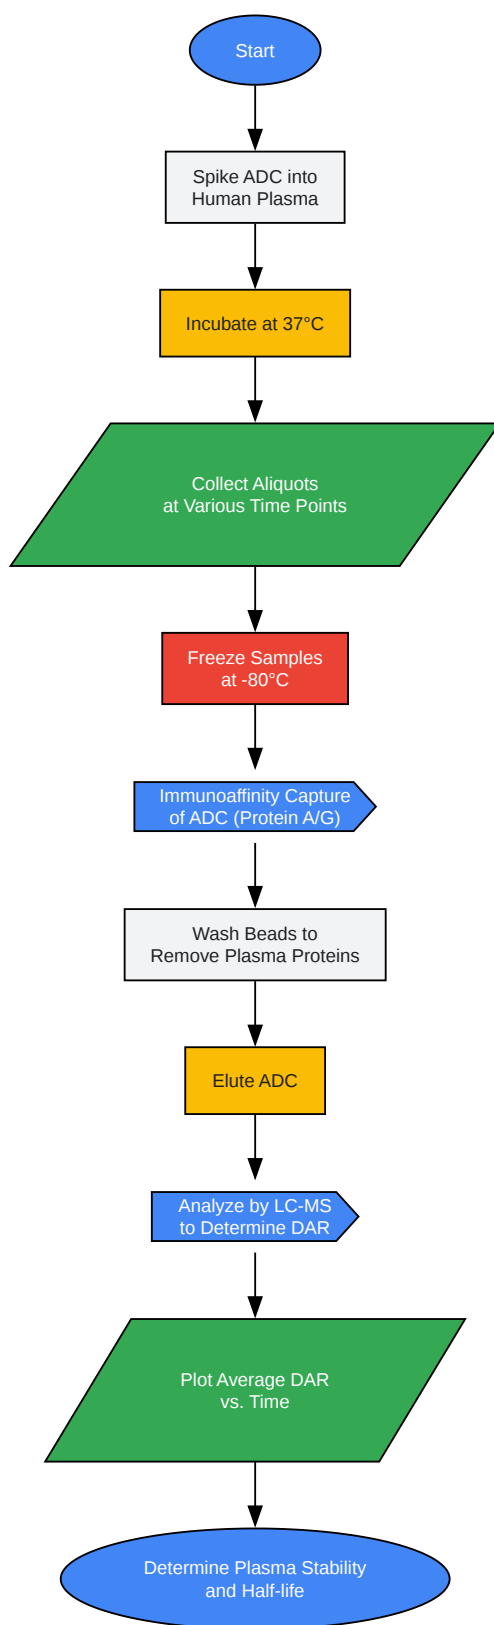 Start
Spike ADC into
Human Plasma
Incubate at 37°C
Collect Aliquots
at Various Time Points
Freeze Samples
at -80°C
Immunoaffinity Capture
of ADC (Protein A/G)
Wash Beads to
Remove Plasma Proteins
Elute ADC
Analyze by LC-MS
to Determine DAR
Plot Average DAR
vs. Time
Determine Plasma Stability
and Half-life